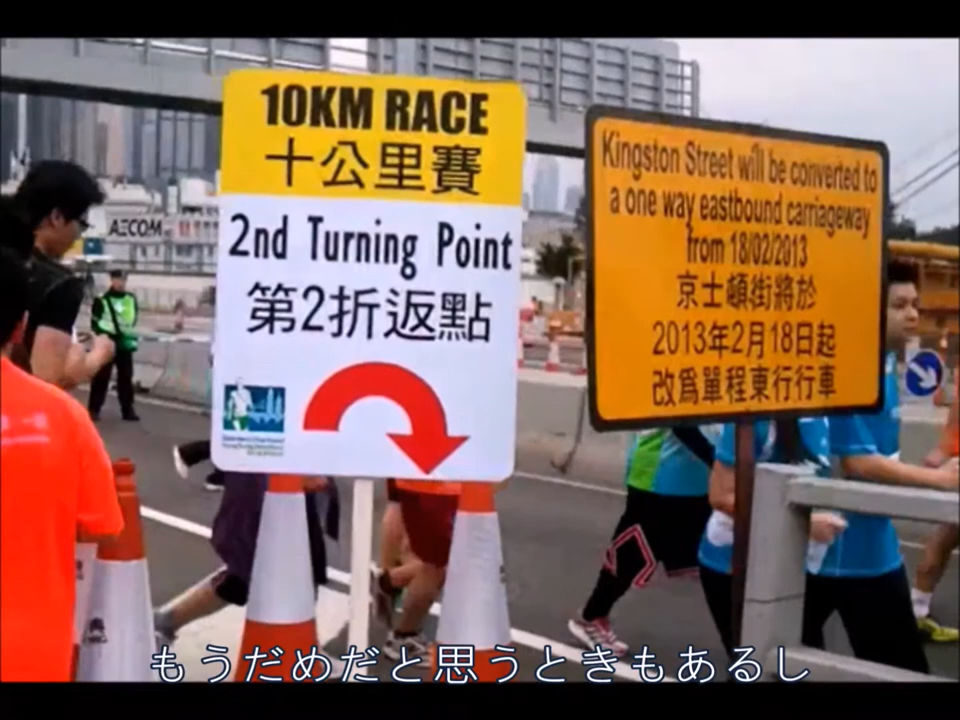 10KM RACE
十公里賽
2nd Turning Point
第2折返點
Kingston Street will be converted to
a one way eastbound carriageway
from 18/02/2013
京士頓街將於
2013年2月18日起
改為單程東行行車
AECOM
もうだめだと思うときもあるし